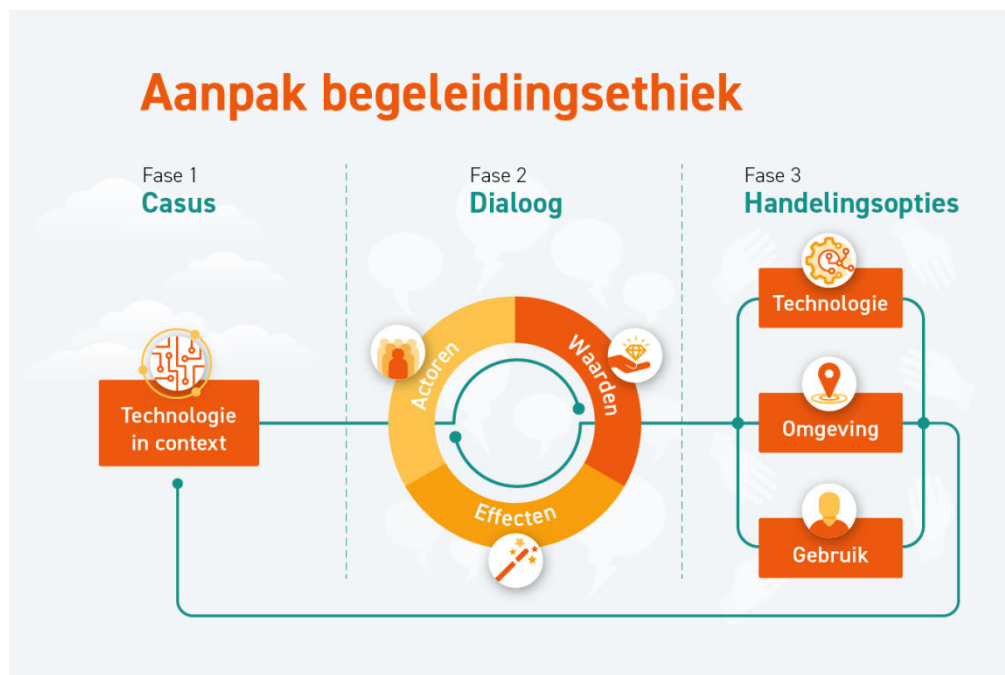 Aanpak begeleidingsethiek
Fase 1
Casus
Technologie
in context
Fase 2
Dialoog
Actoren
Waarden
Effecten
Fase 3
Handelingsopties
Technologie
Omgeving
Gebruik